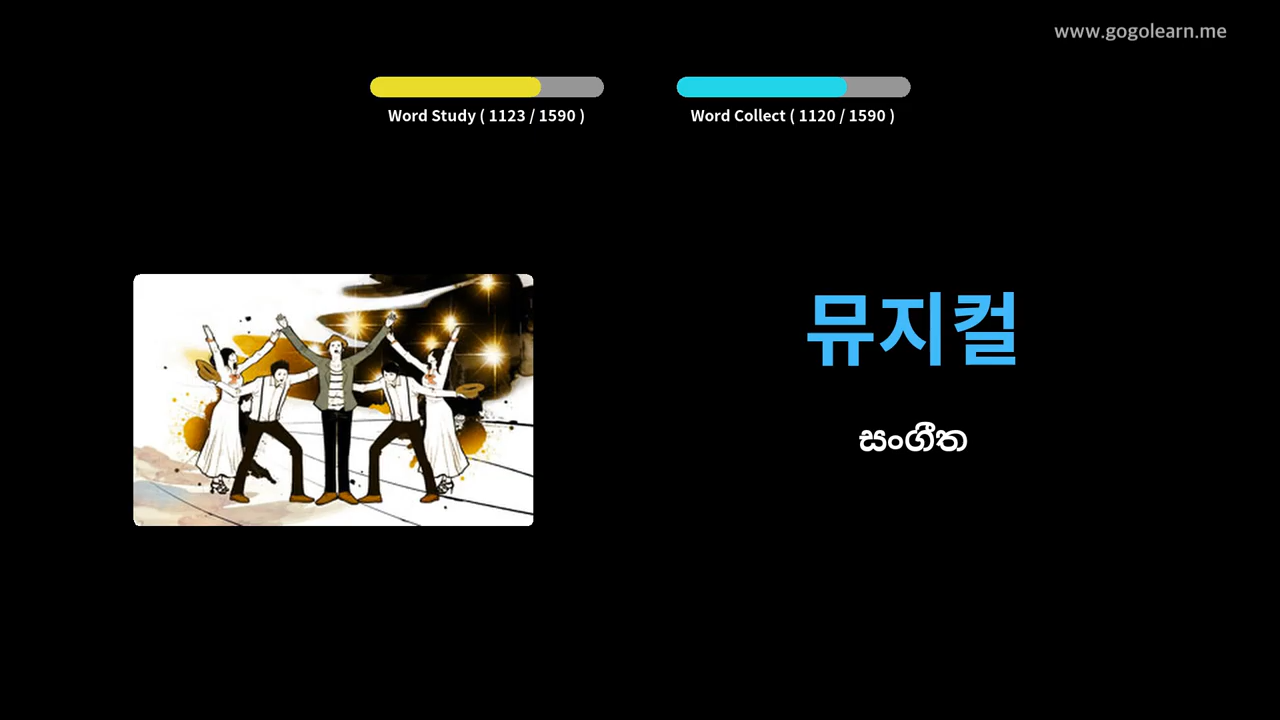 www.gogolearn.me
Word Study ( 1123 / 1590 )
Word Collect ( 1120 / 1590 )
뮤지컬
සංගීත